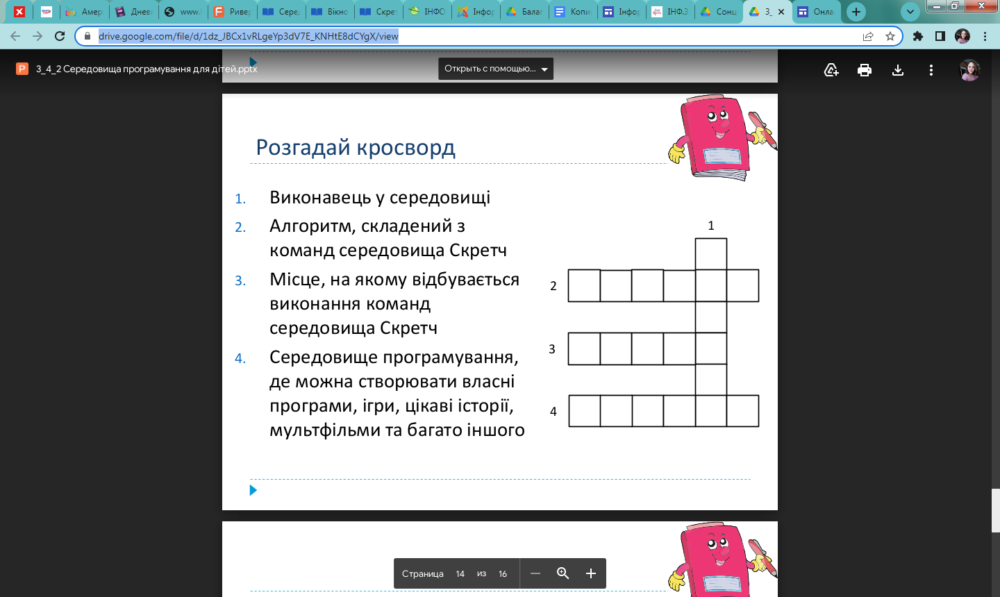 Амер
Дневн
www.
Ривер
Серед
Вікно
Скрет
ІНФО
Інфор
Балаг
Копи
Інфор
ІНФ.3
Сонц
3_
Онла
drive.google.com/file/d/1dz_JBCx1vRLgeYp3dV7E_KNHtE8dCYgX/view
P 3_4_2 Середовища програмування для дітей.pptx
Открыть с помощью...
Розгадай кросворд
1. Виконавець у середовищі
2. Алгоритм, складений з
команд середовища Скретч
3. Місце, на якому відбувається
виконання команд
середовища Скретч
4. Середовище програмування,
де можна створювати власні
програми, ігри, цікаві історії,
мультфільми та багато іншого
1
2
3
4
Страница 14 из 16